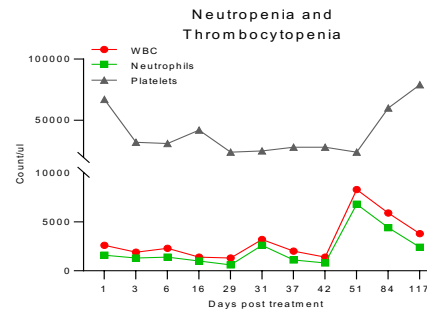 Neutropenia and
Thrombocytopenia
WBC
Neutrophils
Platelets
100000
50000
10000
5000
0
Count/ul
1 3 6 16 29 31 37 42 51 84 117
Days post treatment